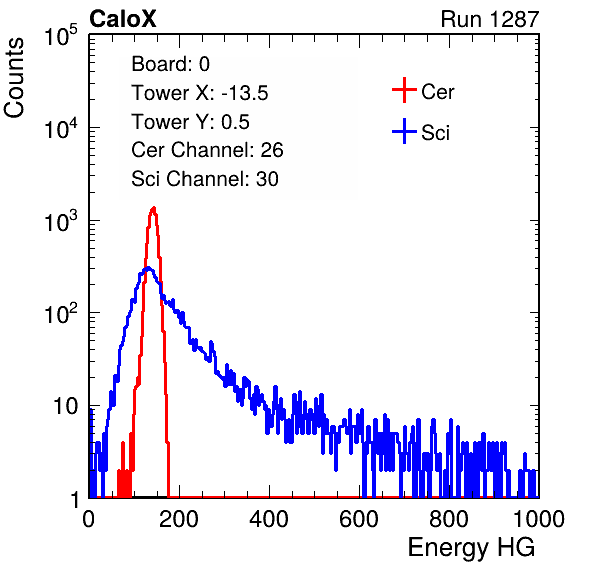 CaloX Run 1287
Counts
10^5
10^4
10^3
10^2
10
1
Board: 0
Tower X: -13.5
Tower Y: 0.5
Cer Channel: 26
Sci Channel: 30
Cer
Sci
0 200 400 600 800 1000
Energy HG